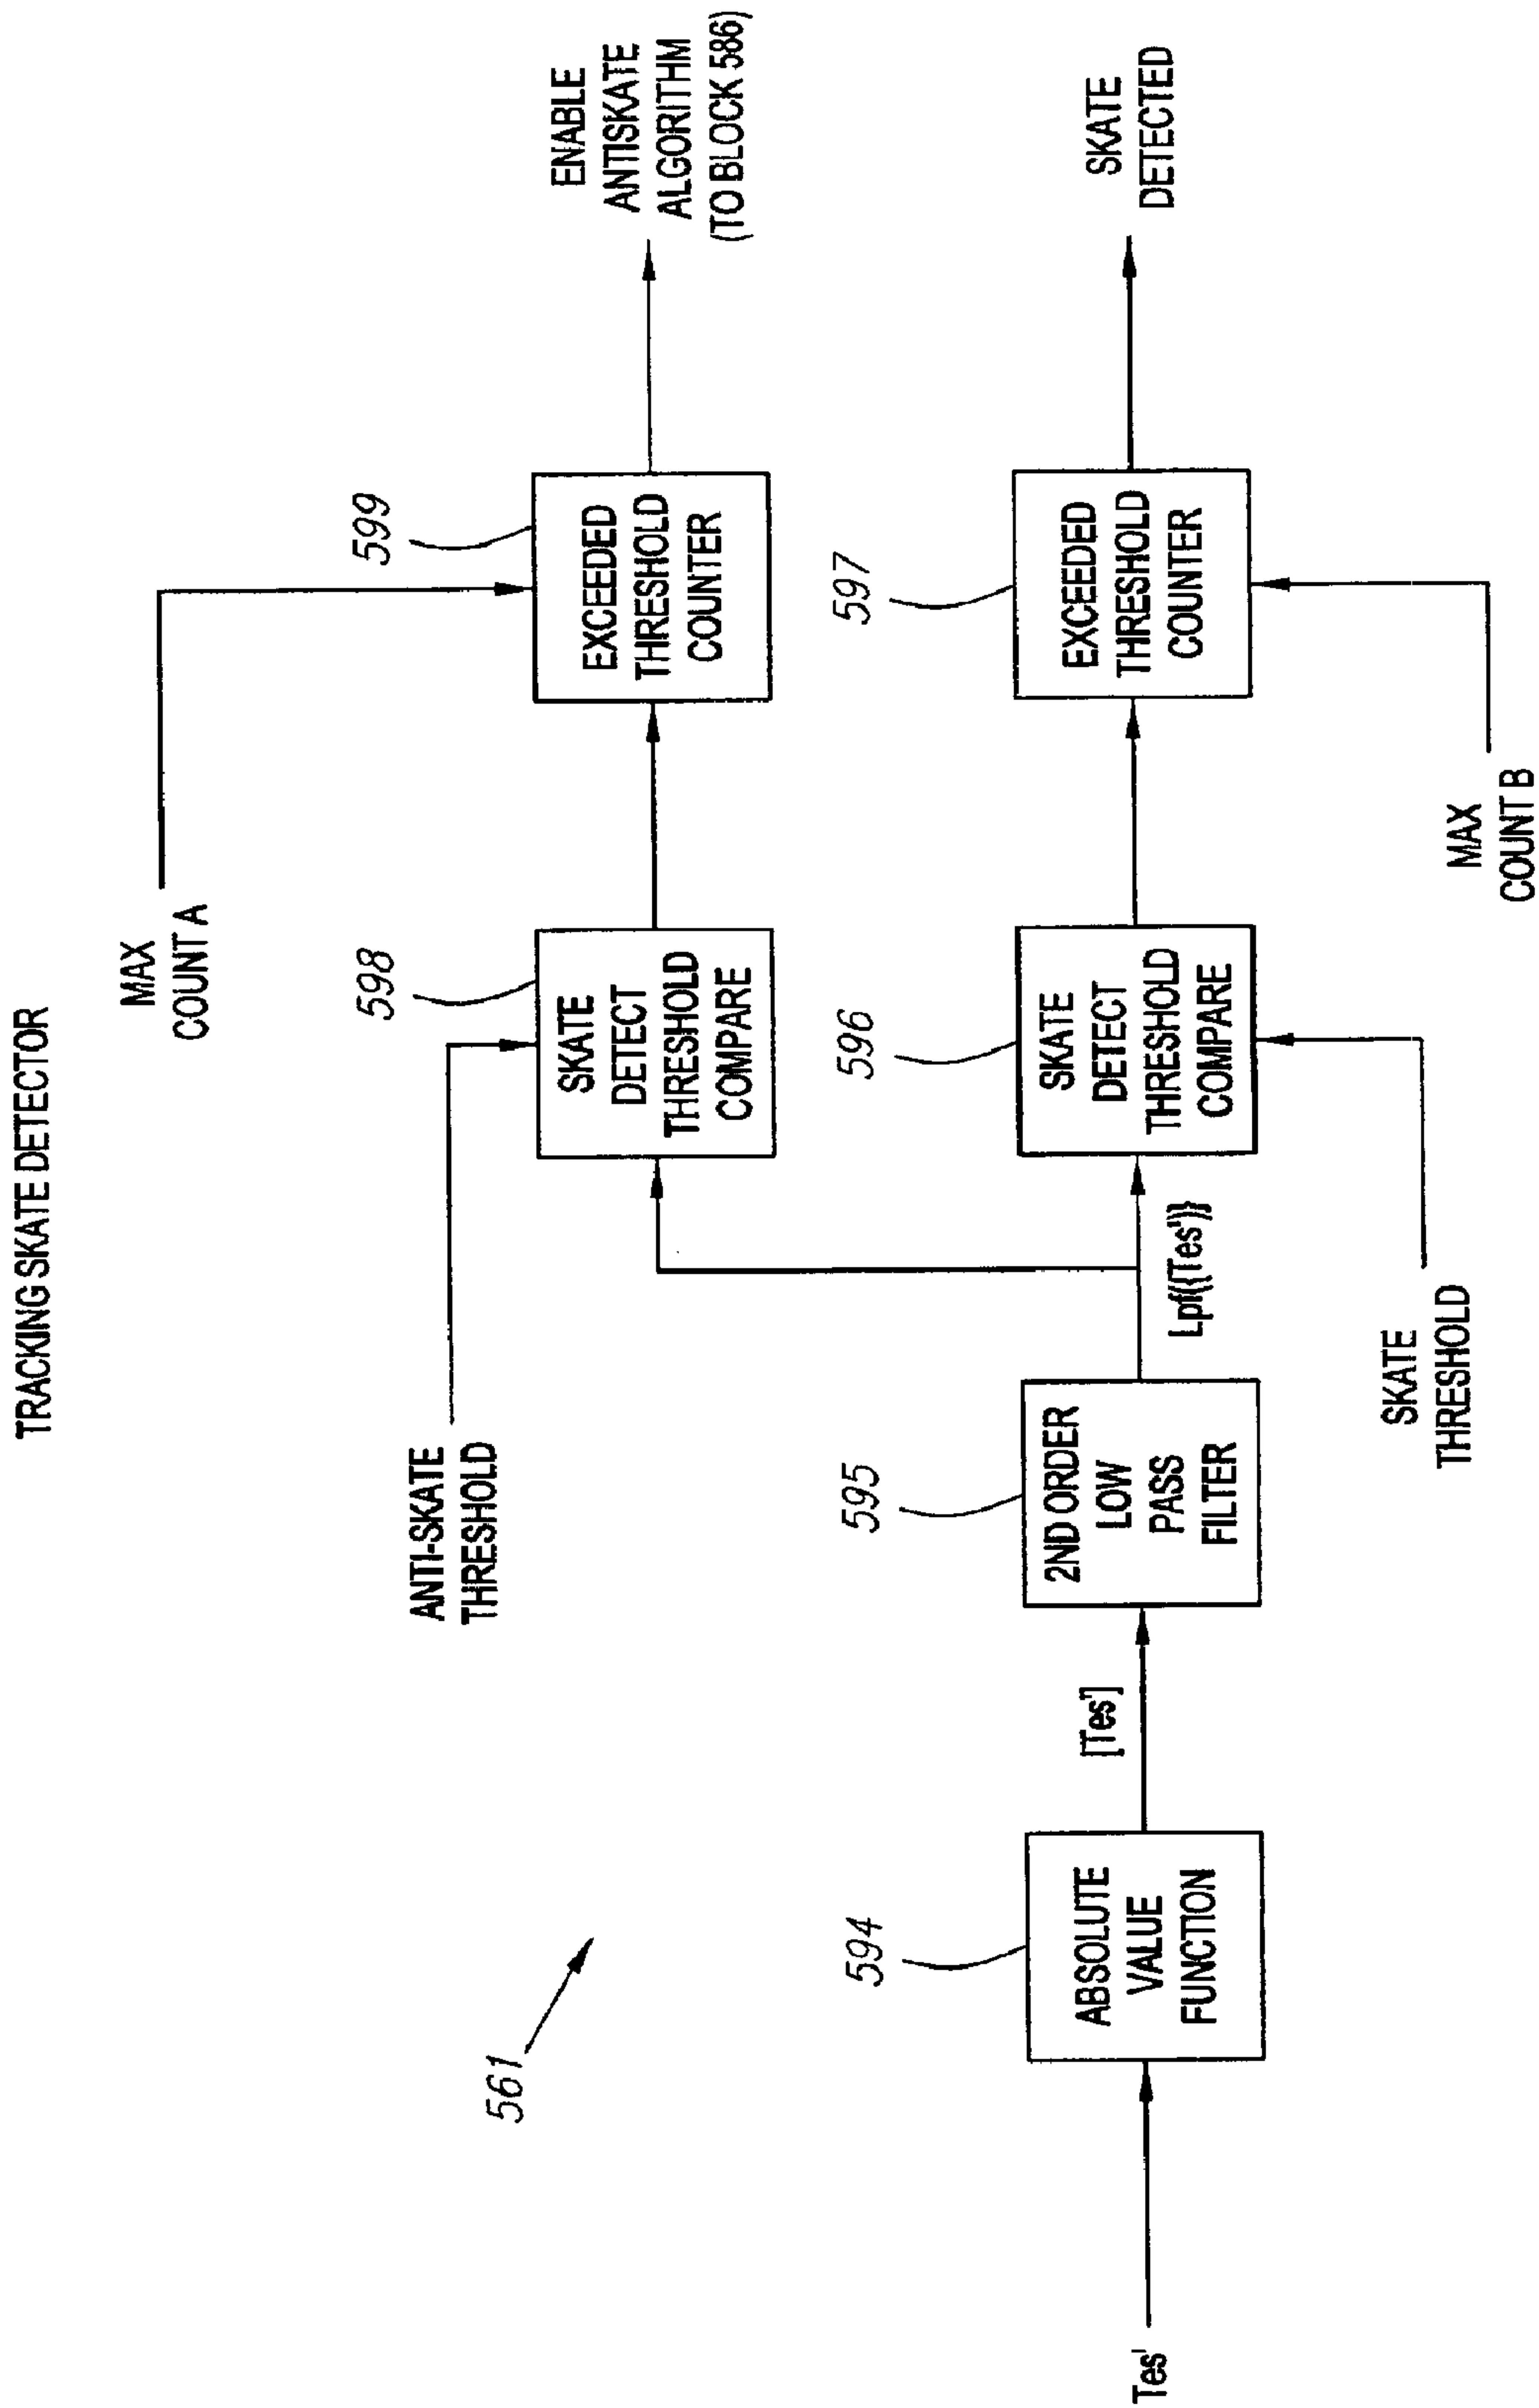 TRACKING SKATE DETECTOR
MAX
COUNT A
599
ENABLE
ANTISKATE
ALGORITHM
(TO BLOCK 586)
EXCEEDED
THRESHOLD
COUNTER
ANTI-SKATE
THRESHOLD
598
SKATE
DETECT
THRESHOLD
COMPARE
561
594
595
596
597
Tes'
ABSOLUTE
VALUE
FUNCTION
[Tes']
2ND ORDER
LOW
PASS
FILTER
Lpf({Tes'})
SKATE
DETECT
THRESHOLD
COMPARE
EXCEEDED
THRESHOLD
COUNTER
SKATE
DETECTED
SKATE
THRESHOLD
MAX
COUNT B